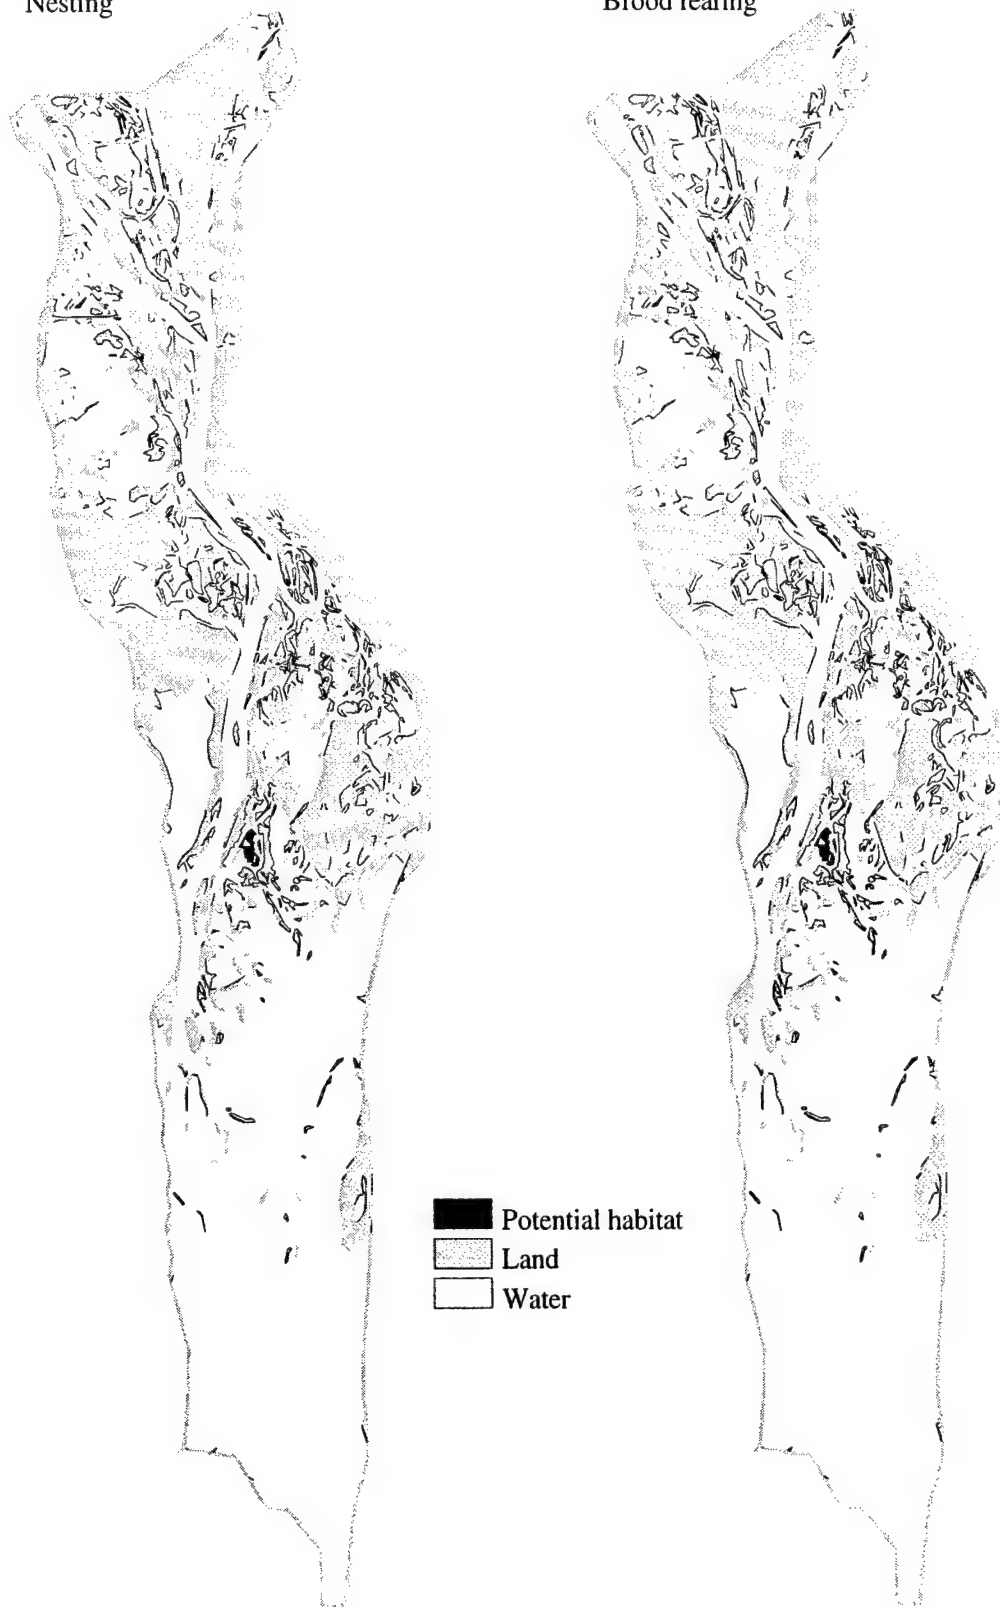 Nesting
Brood rearing
Potential habitat
Land
Water